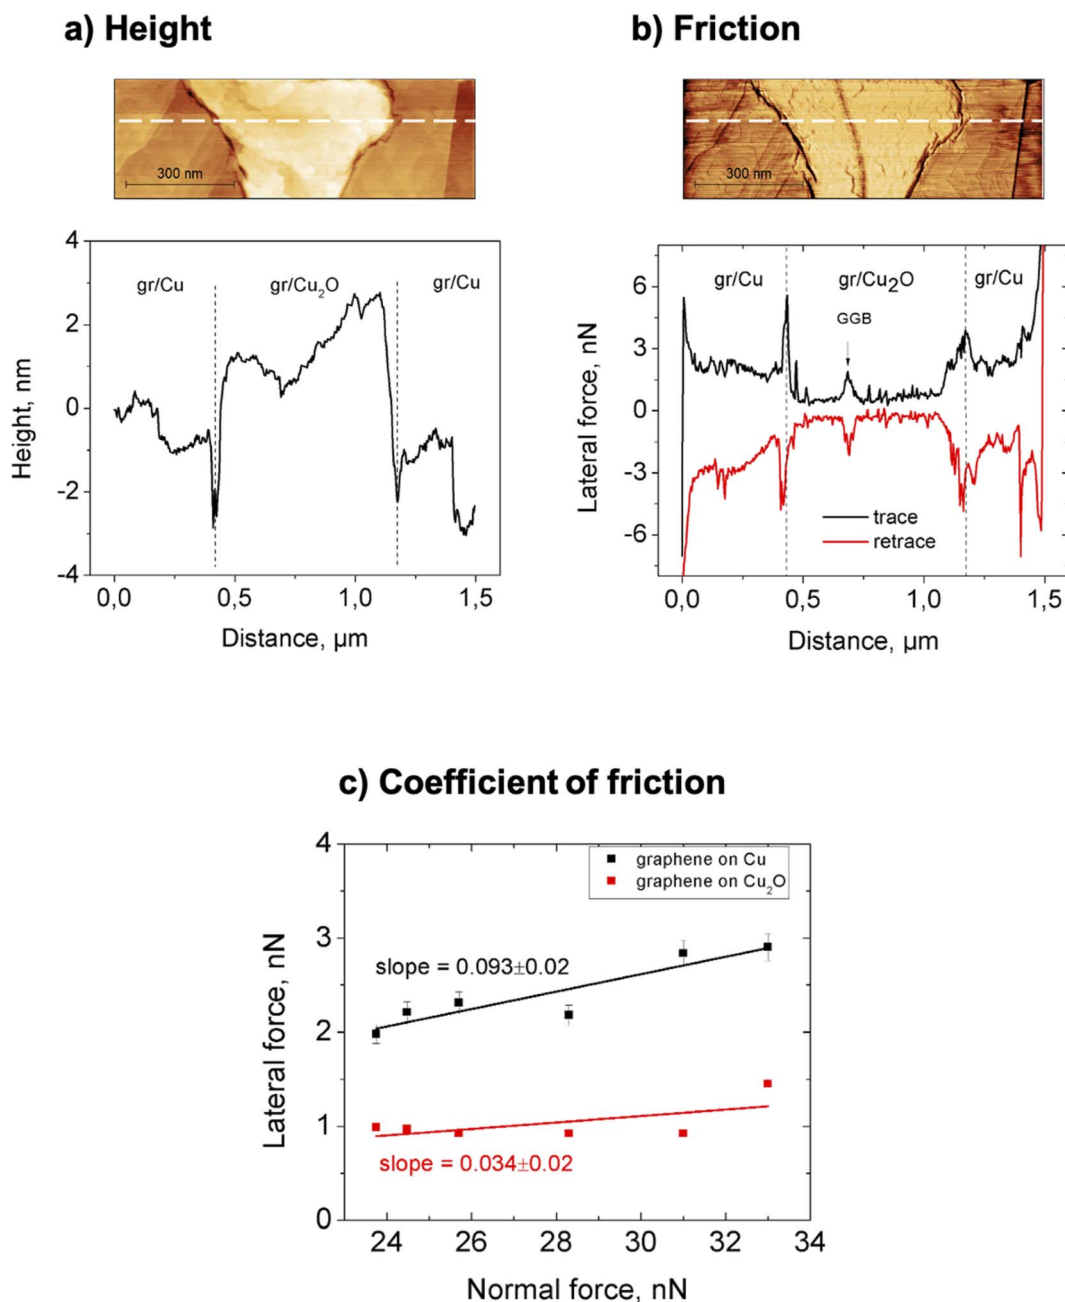 a) Height
b) Friction
300 nm
300 nm
4
2
0
-2
-4
Height, nm
gr/Cu
gr/Cu₂O
gr/Cu
0,0
0,5
1,0
1,5
Distance, µm
6
3
0
-3
-6
Lateral force, nN
gr/Cu
gr/Cu₂O
gr/Cu
GGB
trace
retrace
0,0
0,5
1,0
1,5
Distance, µm
c) Coefficient of friction
4
3
2
1
0
Lateral force, nN
graphene on Cu
graphene on Cu₂O
slope = 0.093±0.02
slope = 0.034±0.02
24
26
28
30
32
34
Normal force, nN